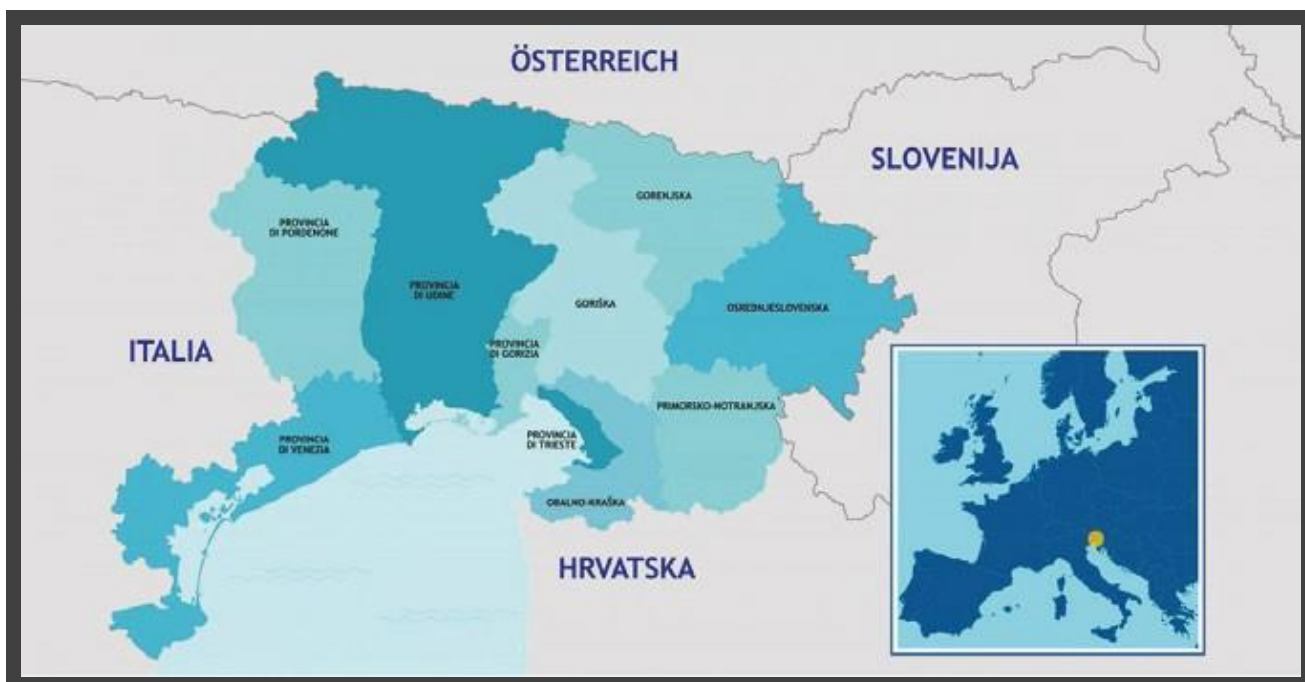 ÖSTERREICH
SLOVENIJA
GORENJSKA
PROVINCIA
DI PORDENONE
PROVINCIA
DI UDINE
GORIŠKA
OSREDNJESLOVENSKA
ITALIA
PROVINCIA
DI GORIZIA
PRIMORSKO-NOTRANJSKA
PROVINCIA
DI VENEZIA
PROVINCIA
DI TRIESTE
OBALNO-KRAŠKA
HRVATSKA